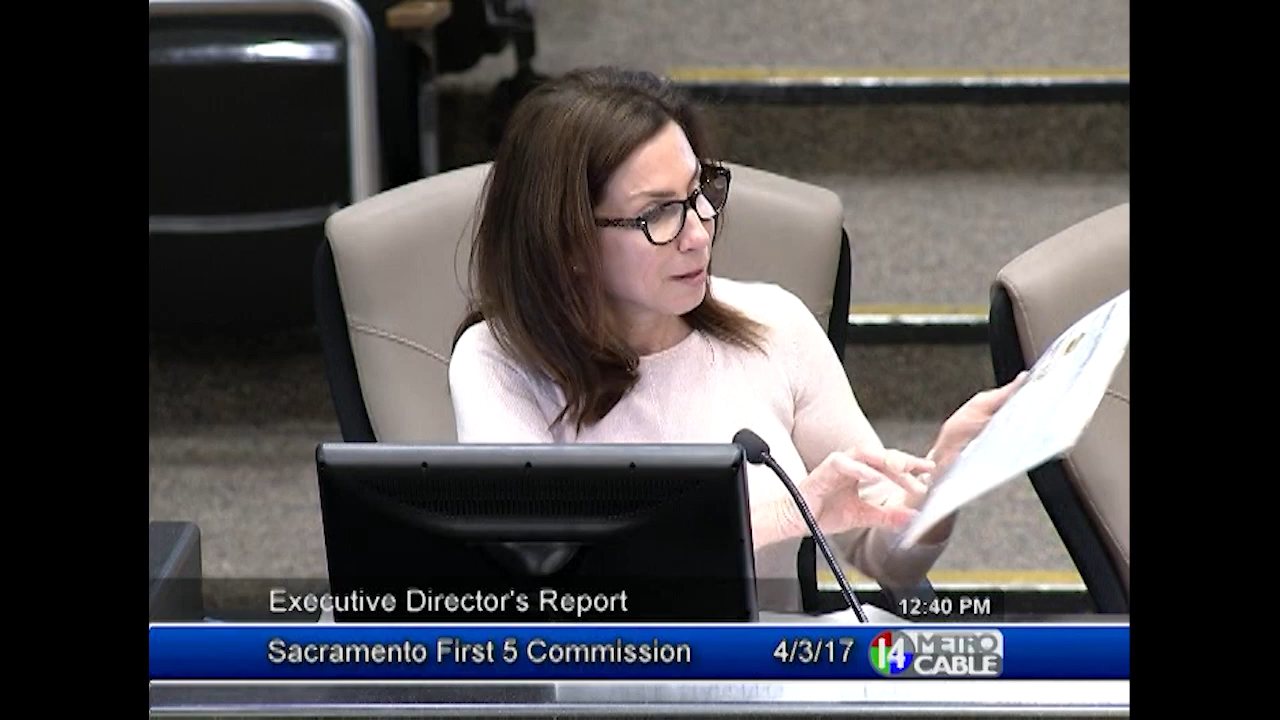 Executive Director's Report
12:40 PM
Sacramento First 5 Commission
4/3/17
14 METRO
CABLE